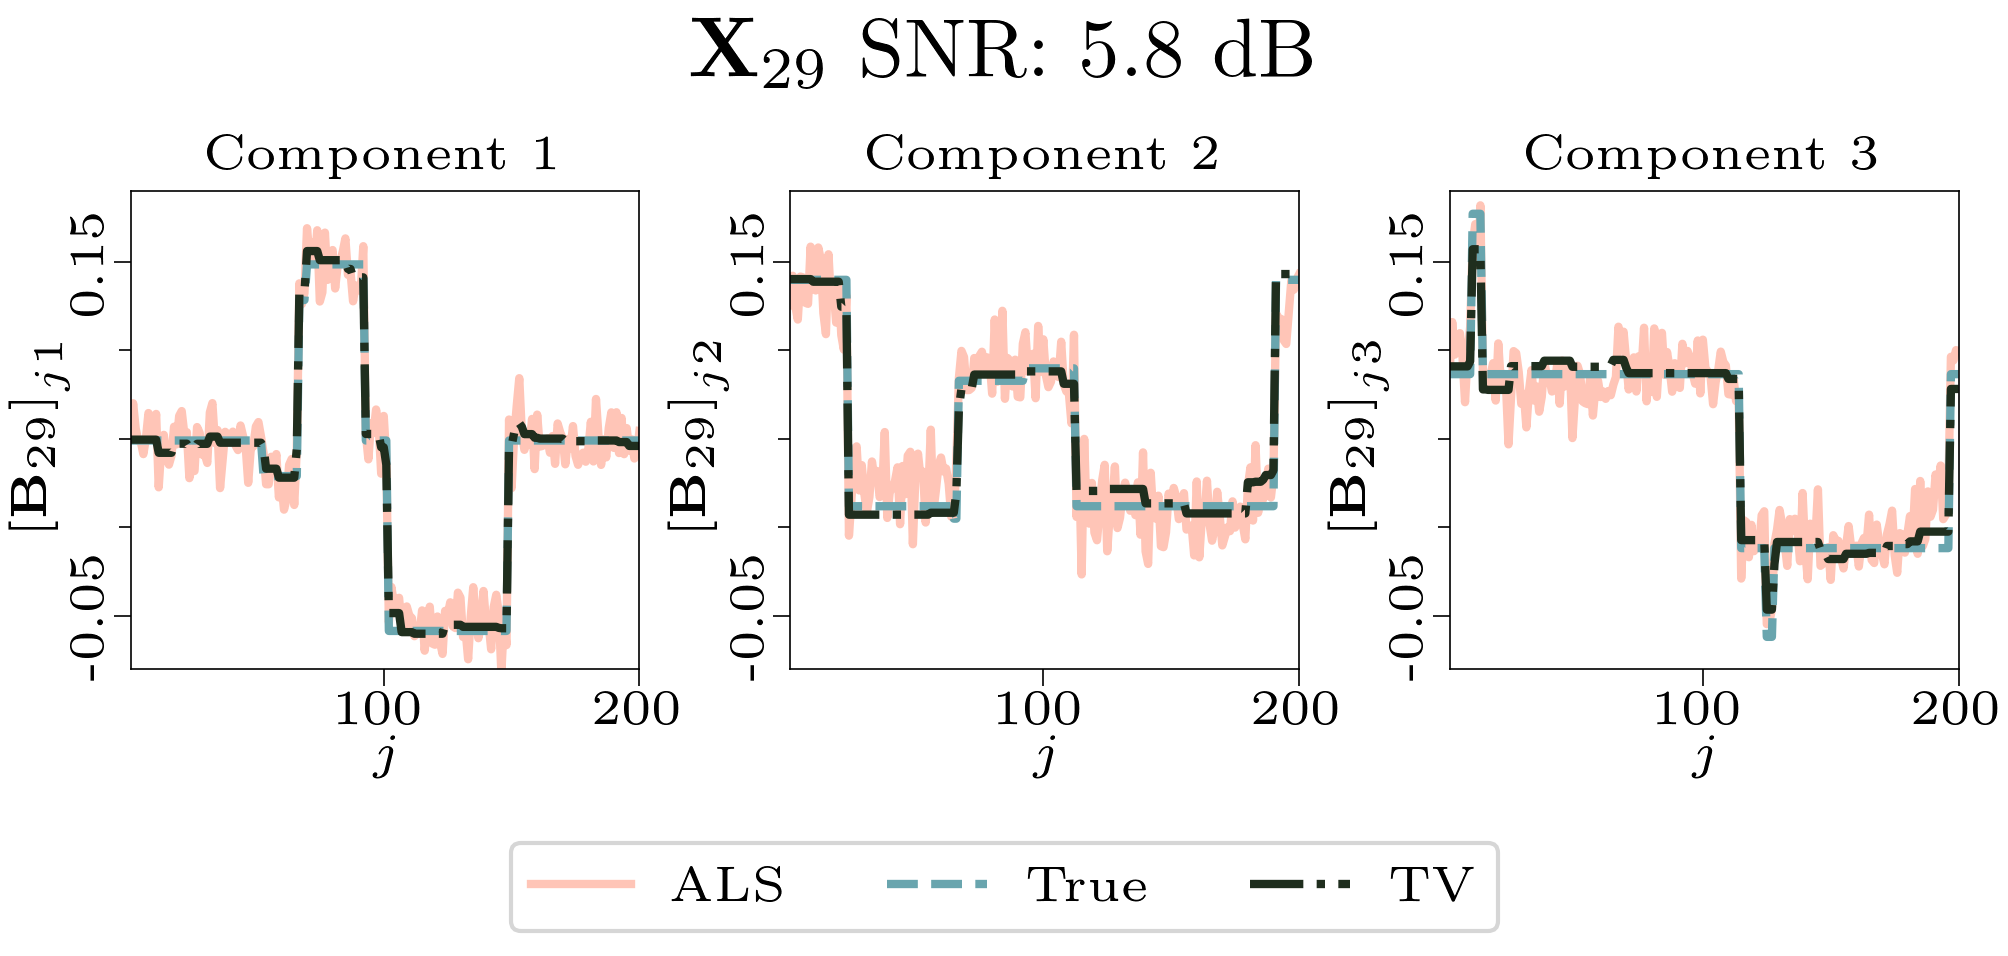 X₂₉ SNR: 5.8 dB
Component 1
Component 2
Component 3
[B₂₉]ⱼ₁
0.15
-0.05
100
200
j
[B₂₉]ⱼ₂
0.15
-0.05
100
200
j
[B₂₉]ⱼ₃
0.15
-0.05
100
200
j
ALS
True
TV